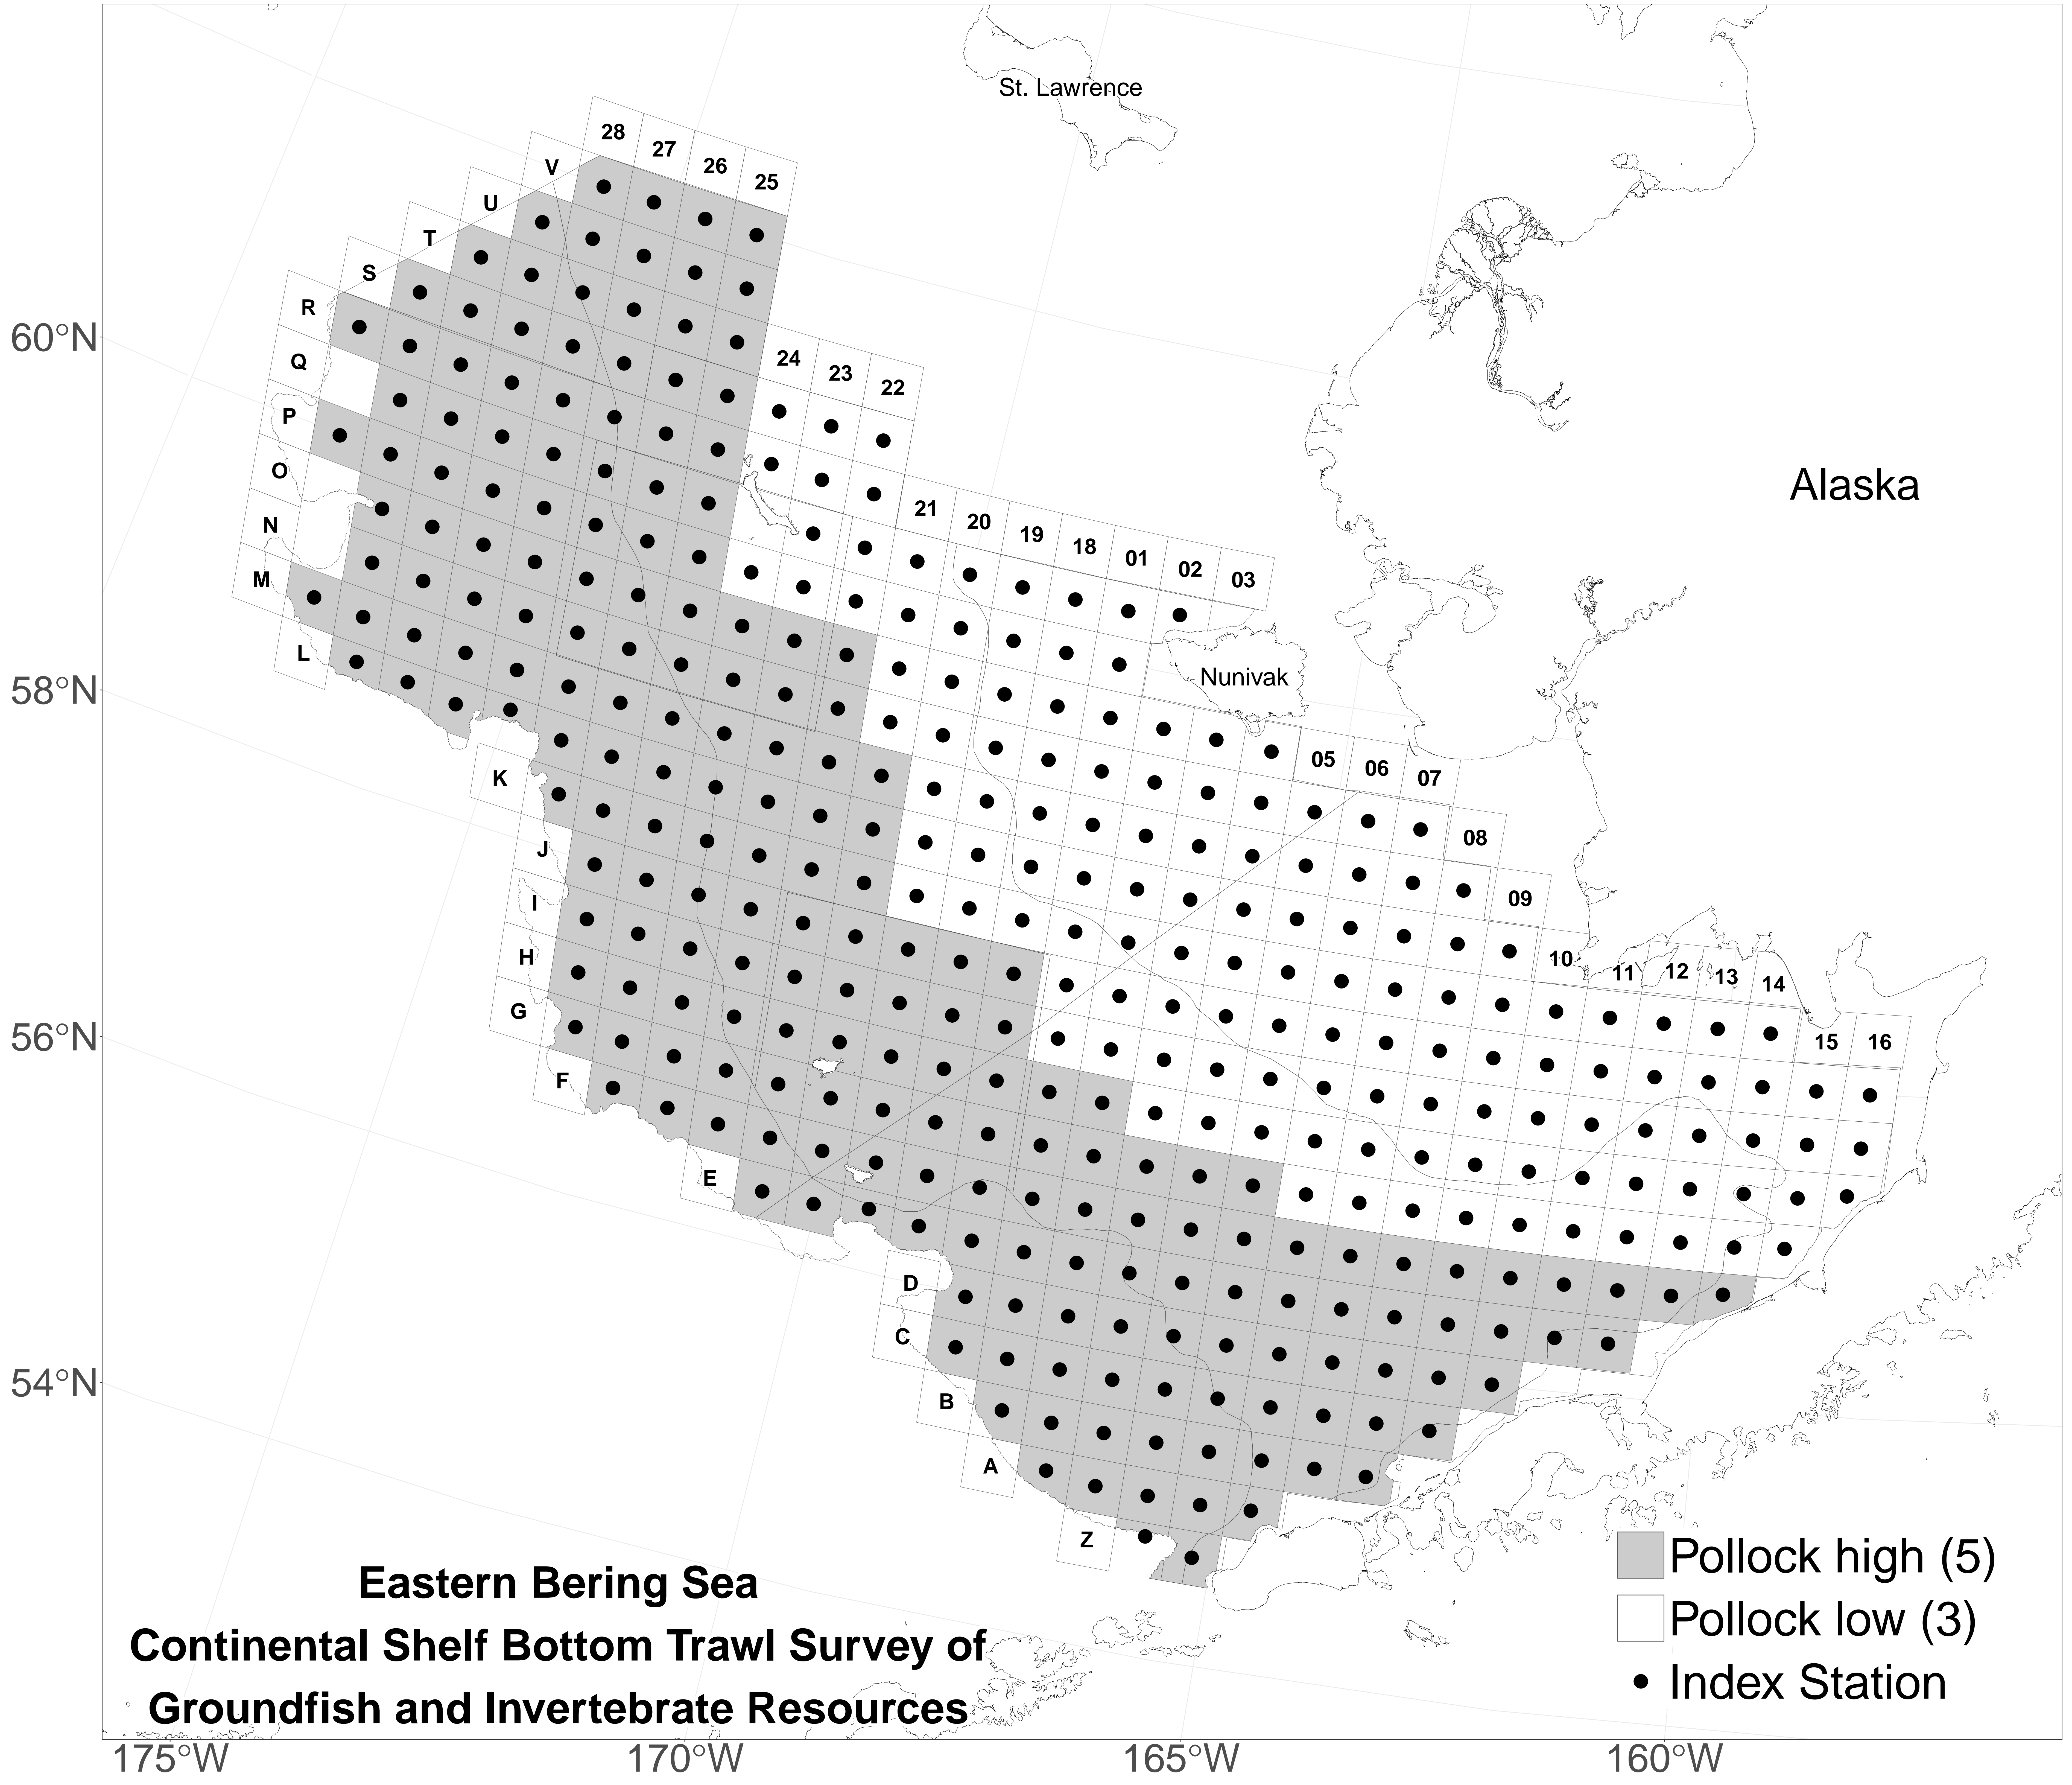 St. Lawrence
28
27
26
25
V
U
T
S
R
Q
P
O
N
M
L
24
23
22
21
20
19
18
01
02
03
60°N
Alaska
58°N
Nunivak
05
06
07
08
09
10
11
12
13
14
15
16
K
J
I
H
G
F
E
D
C
B
A
Z
56°N
54°N
Pollock high (5)
Pollock low (3)
Index Station
Eastern Bering Sea
Continental Shelf Bottom Trawl Survey of
Groundfish and Invertebrate Resources
175°W
170°W
165°W
160°W